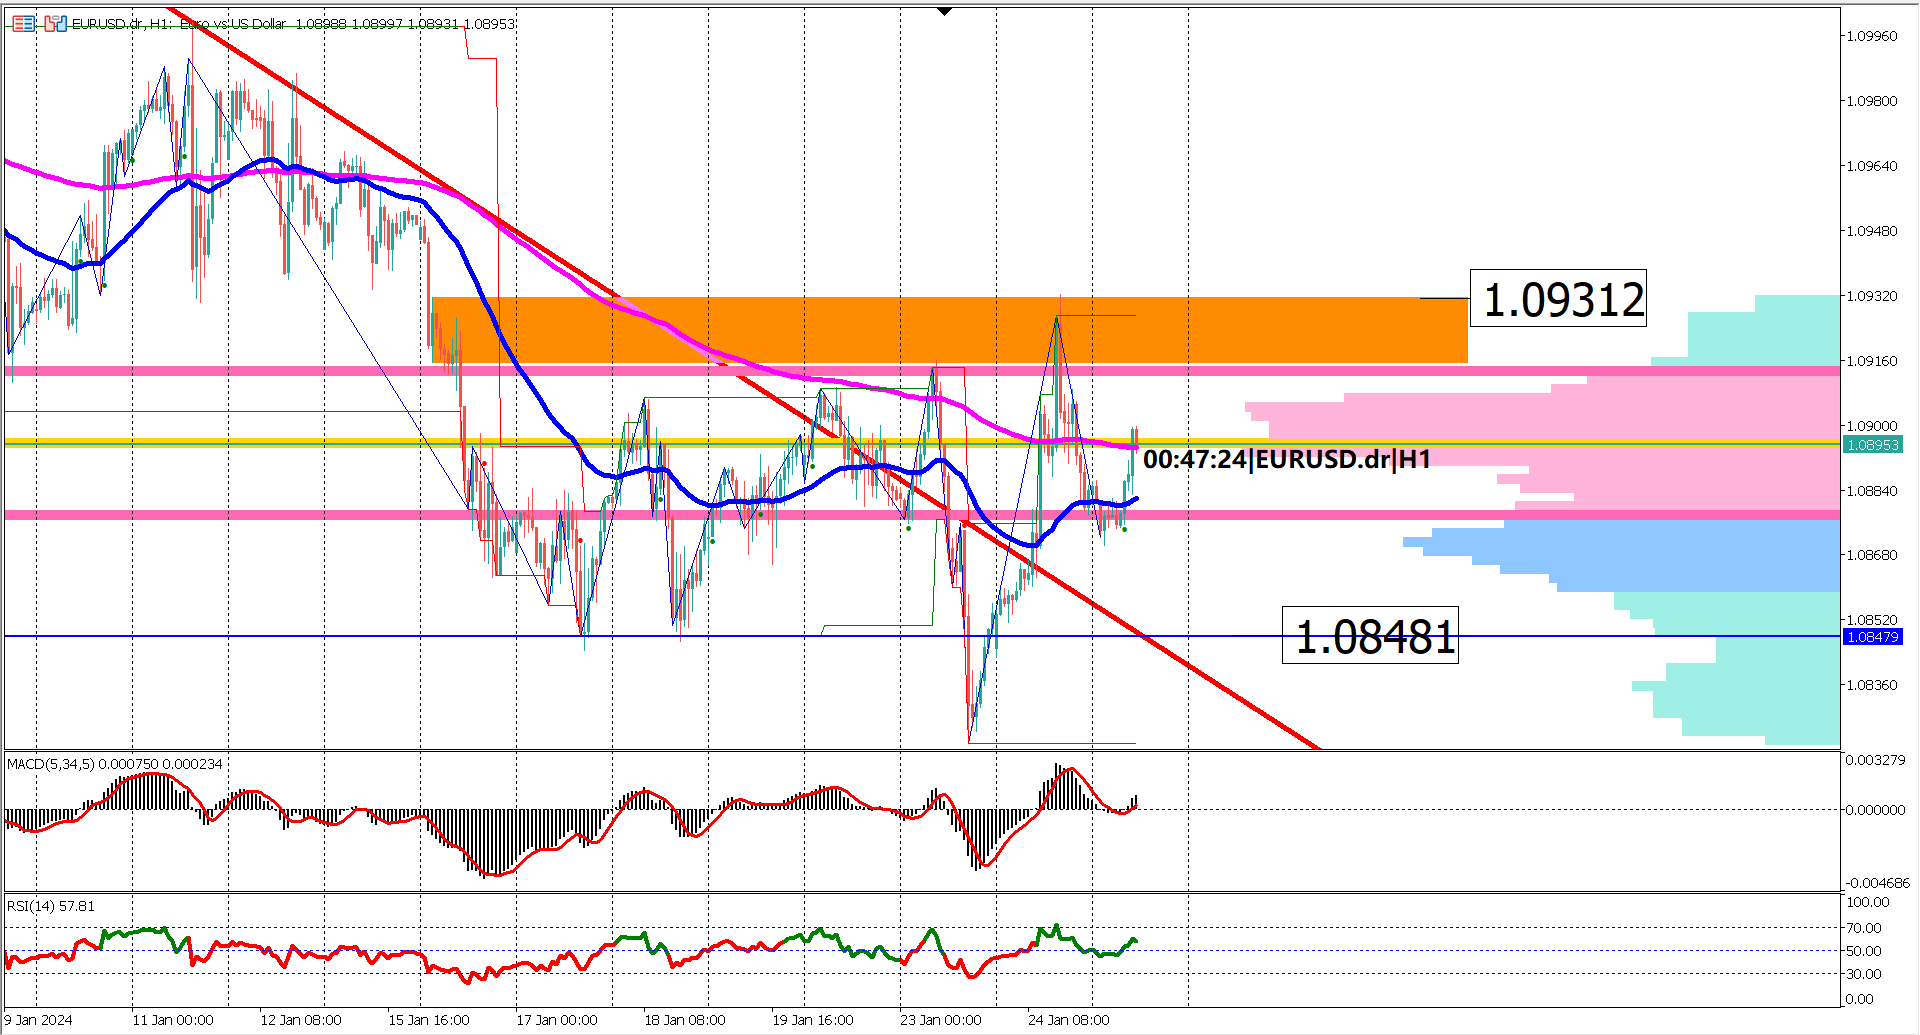 EURUSD.dr, H1: Euro vs US Dollar 1.08988 1.08997 1.08931 1.08953
1.09960
1.09800
1.09640
1.09480
1.09320
1.09312
1.09160
1.09000
1.08953
00:47:24|EURUSD.dr|H1
1.08840
1.08680
1.08520
1.08481
1.08479
1.08360
MACD(5,34,5) 0.000750 0.000234
0.003279
0.000000
-0.004686
RSI(14) 57.81
100.00
70.00
50.00
30.00
0.00
9 Jan 2024
11 Jan 00:00
12 Jan 08:00
15 Jan 16:00
17 Jan 00:00
18 Jan 08:00
19 Jan 16:00
23 Jan 00:00
24 Jan 08:00